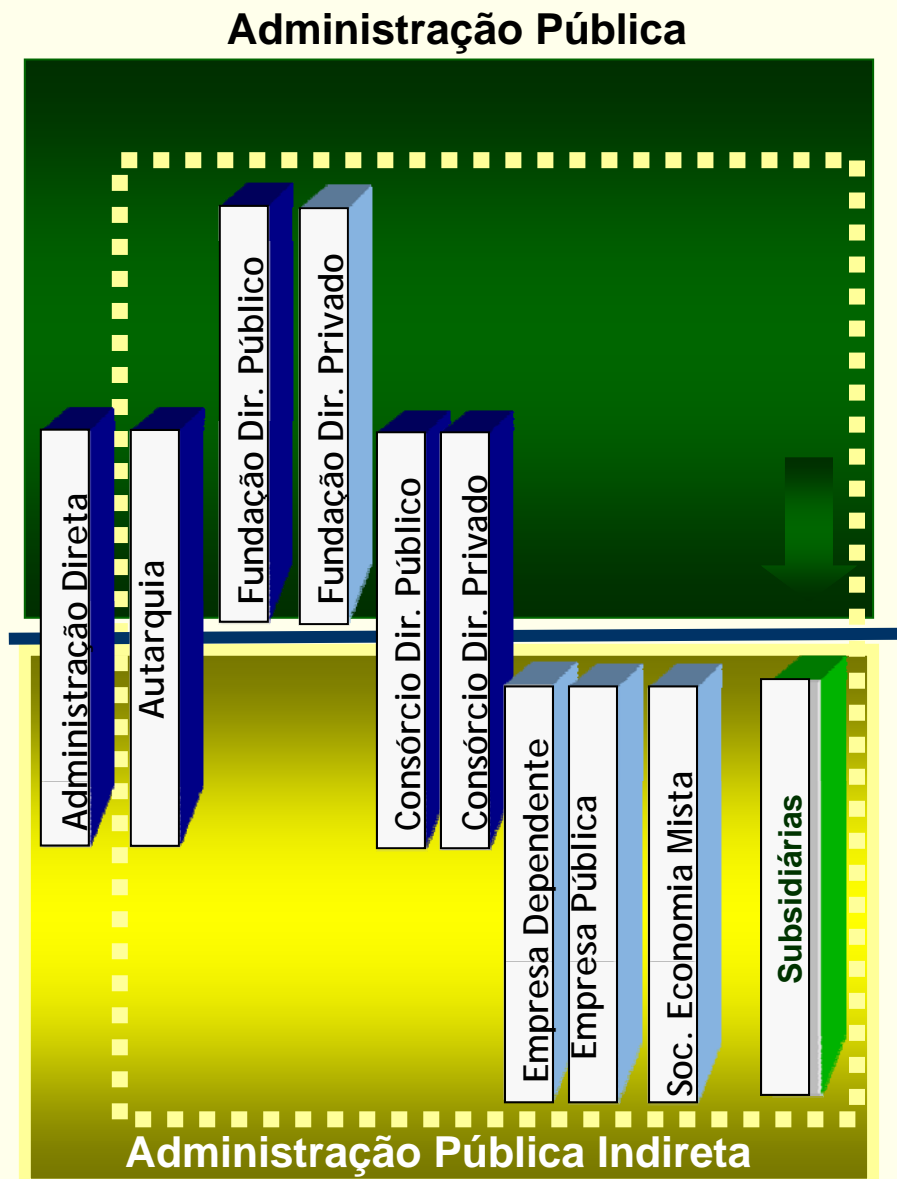 Administração Pública
Administração Direta
Autarquia
Fundação Dir. Público
Fundação Dir. Privado
Consórcio Dir. Público
Consórcio Dir. Privado
Empresa Dependente
Empresa Pública
Soc. Economia Mista
Subsidiárias
Administração Pública Indireta